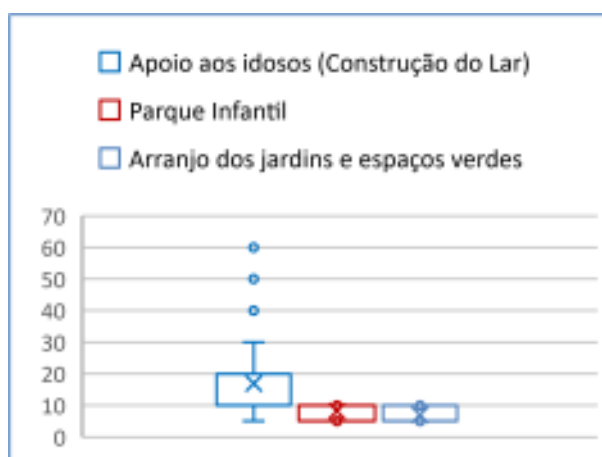 Apoio aos idosos (Construção do Lar)
Parque Infantil
Arranjo dos jardins e espaços verdes
70
60
50
40
30
20
10
0